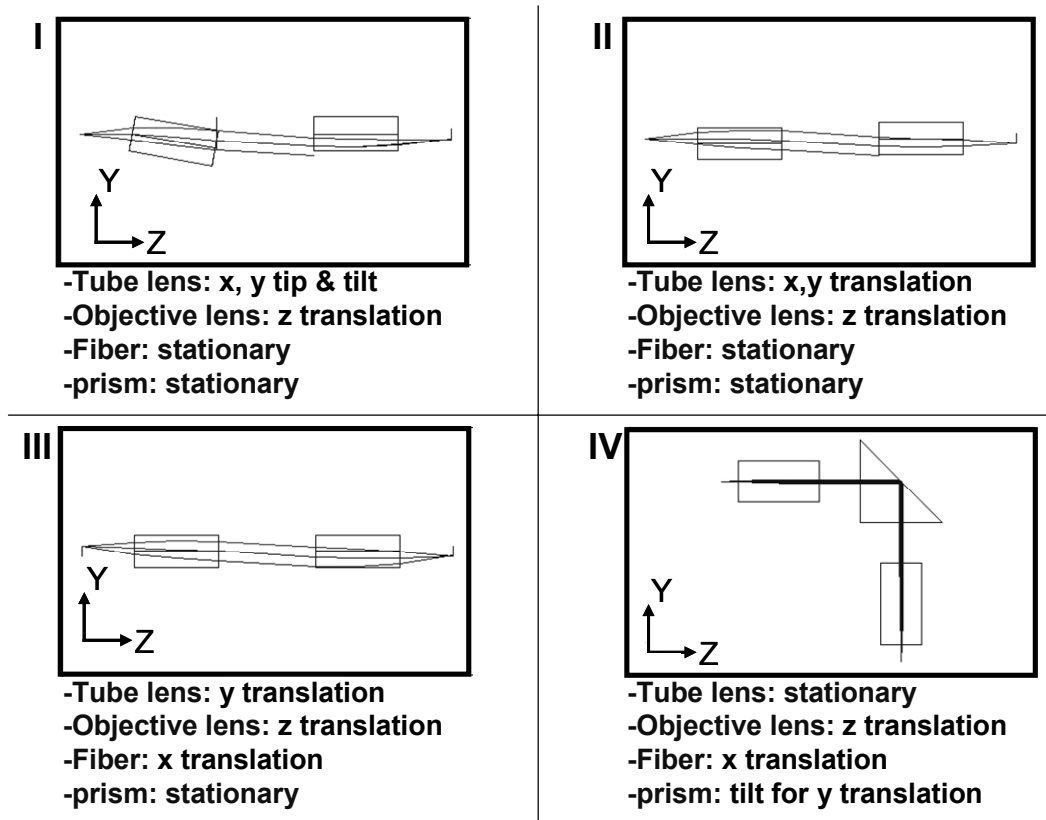 I
Y
Z
-Tube lens: x, y tip & tilt
-Objective lens: z translation
-Fiber: stationary
-prism: stationary
II
Y
Z
-Tube lens: x,y translation
-Objective lens: z translation
-Fiber: stationary
-prism: stationary
III
Y
Z
-Tube lens: y translation
-Objective lens: z translation
-Fiber: x translation
-prism: stationary
IV
Y
Z
-Tube lens: stationary
-Objective lens: z translation
-Fiber: x translation
-prism: tilt for y translation